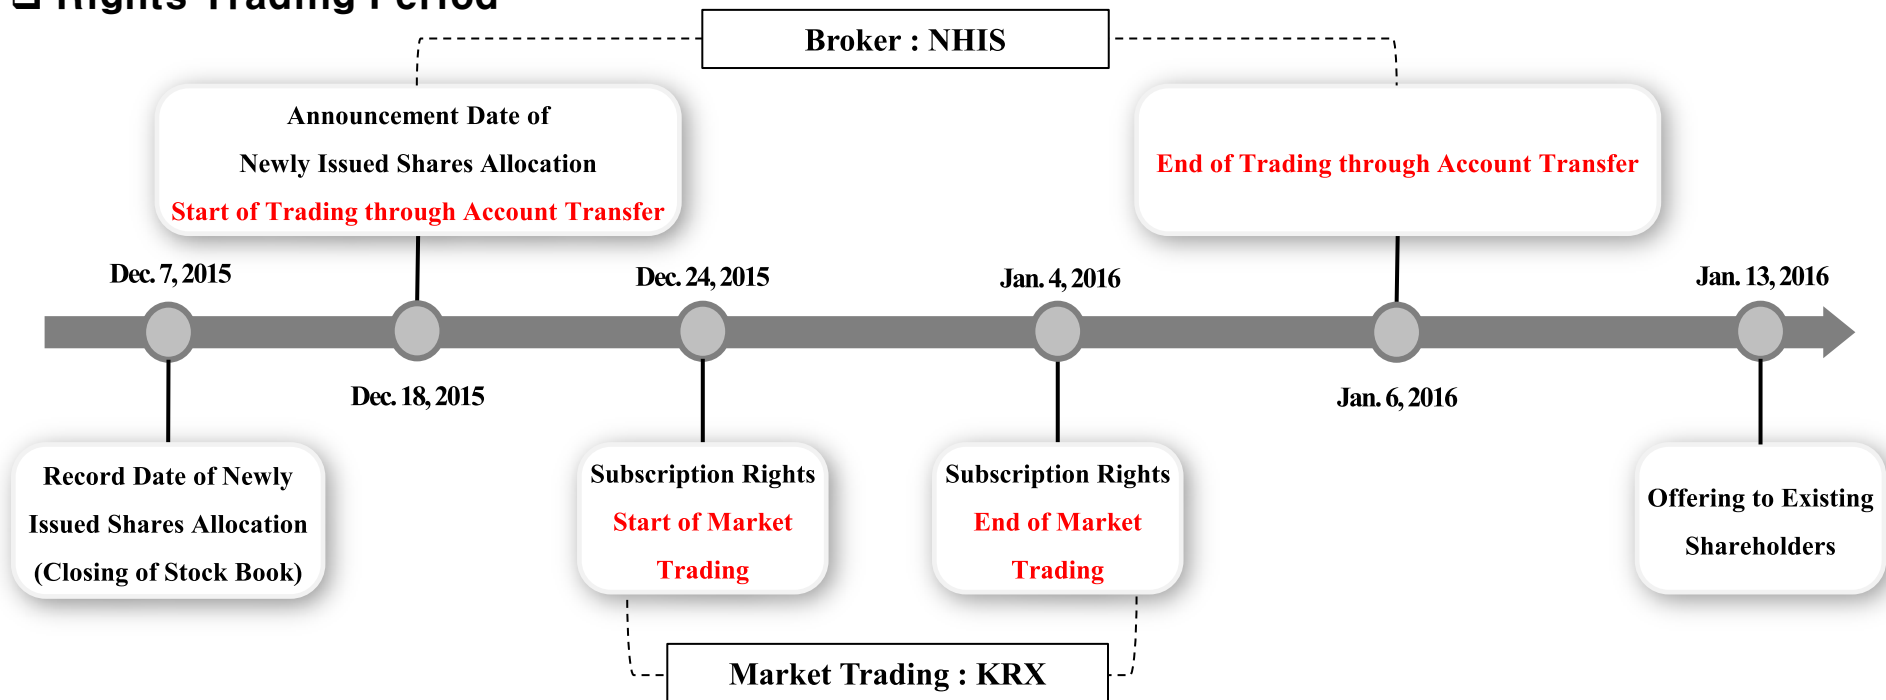 ❑ Rights Trading Period
Broker : NHIS
Announcement Date of
Newly Issued Shares Allocation
Start of Trading through Account Transfer
End of Trading through Account Transfer
Dec. 7, 2015
Dec. 24, 2015
Jan. 4, 2016
Jan. 13, 2016
Dec. 18, 2015
Jan. 6, 2016
Record Date of Newly
Issued Shares Allocation
(Closing of Stock Book)
Subscription Rights
Start of Market
Trading
Subscription Rights
End of Market
Trading
Offering to Existing
Shareholders
Market Trading : KRX